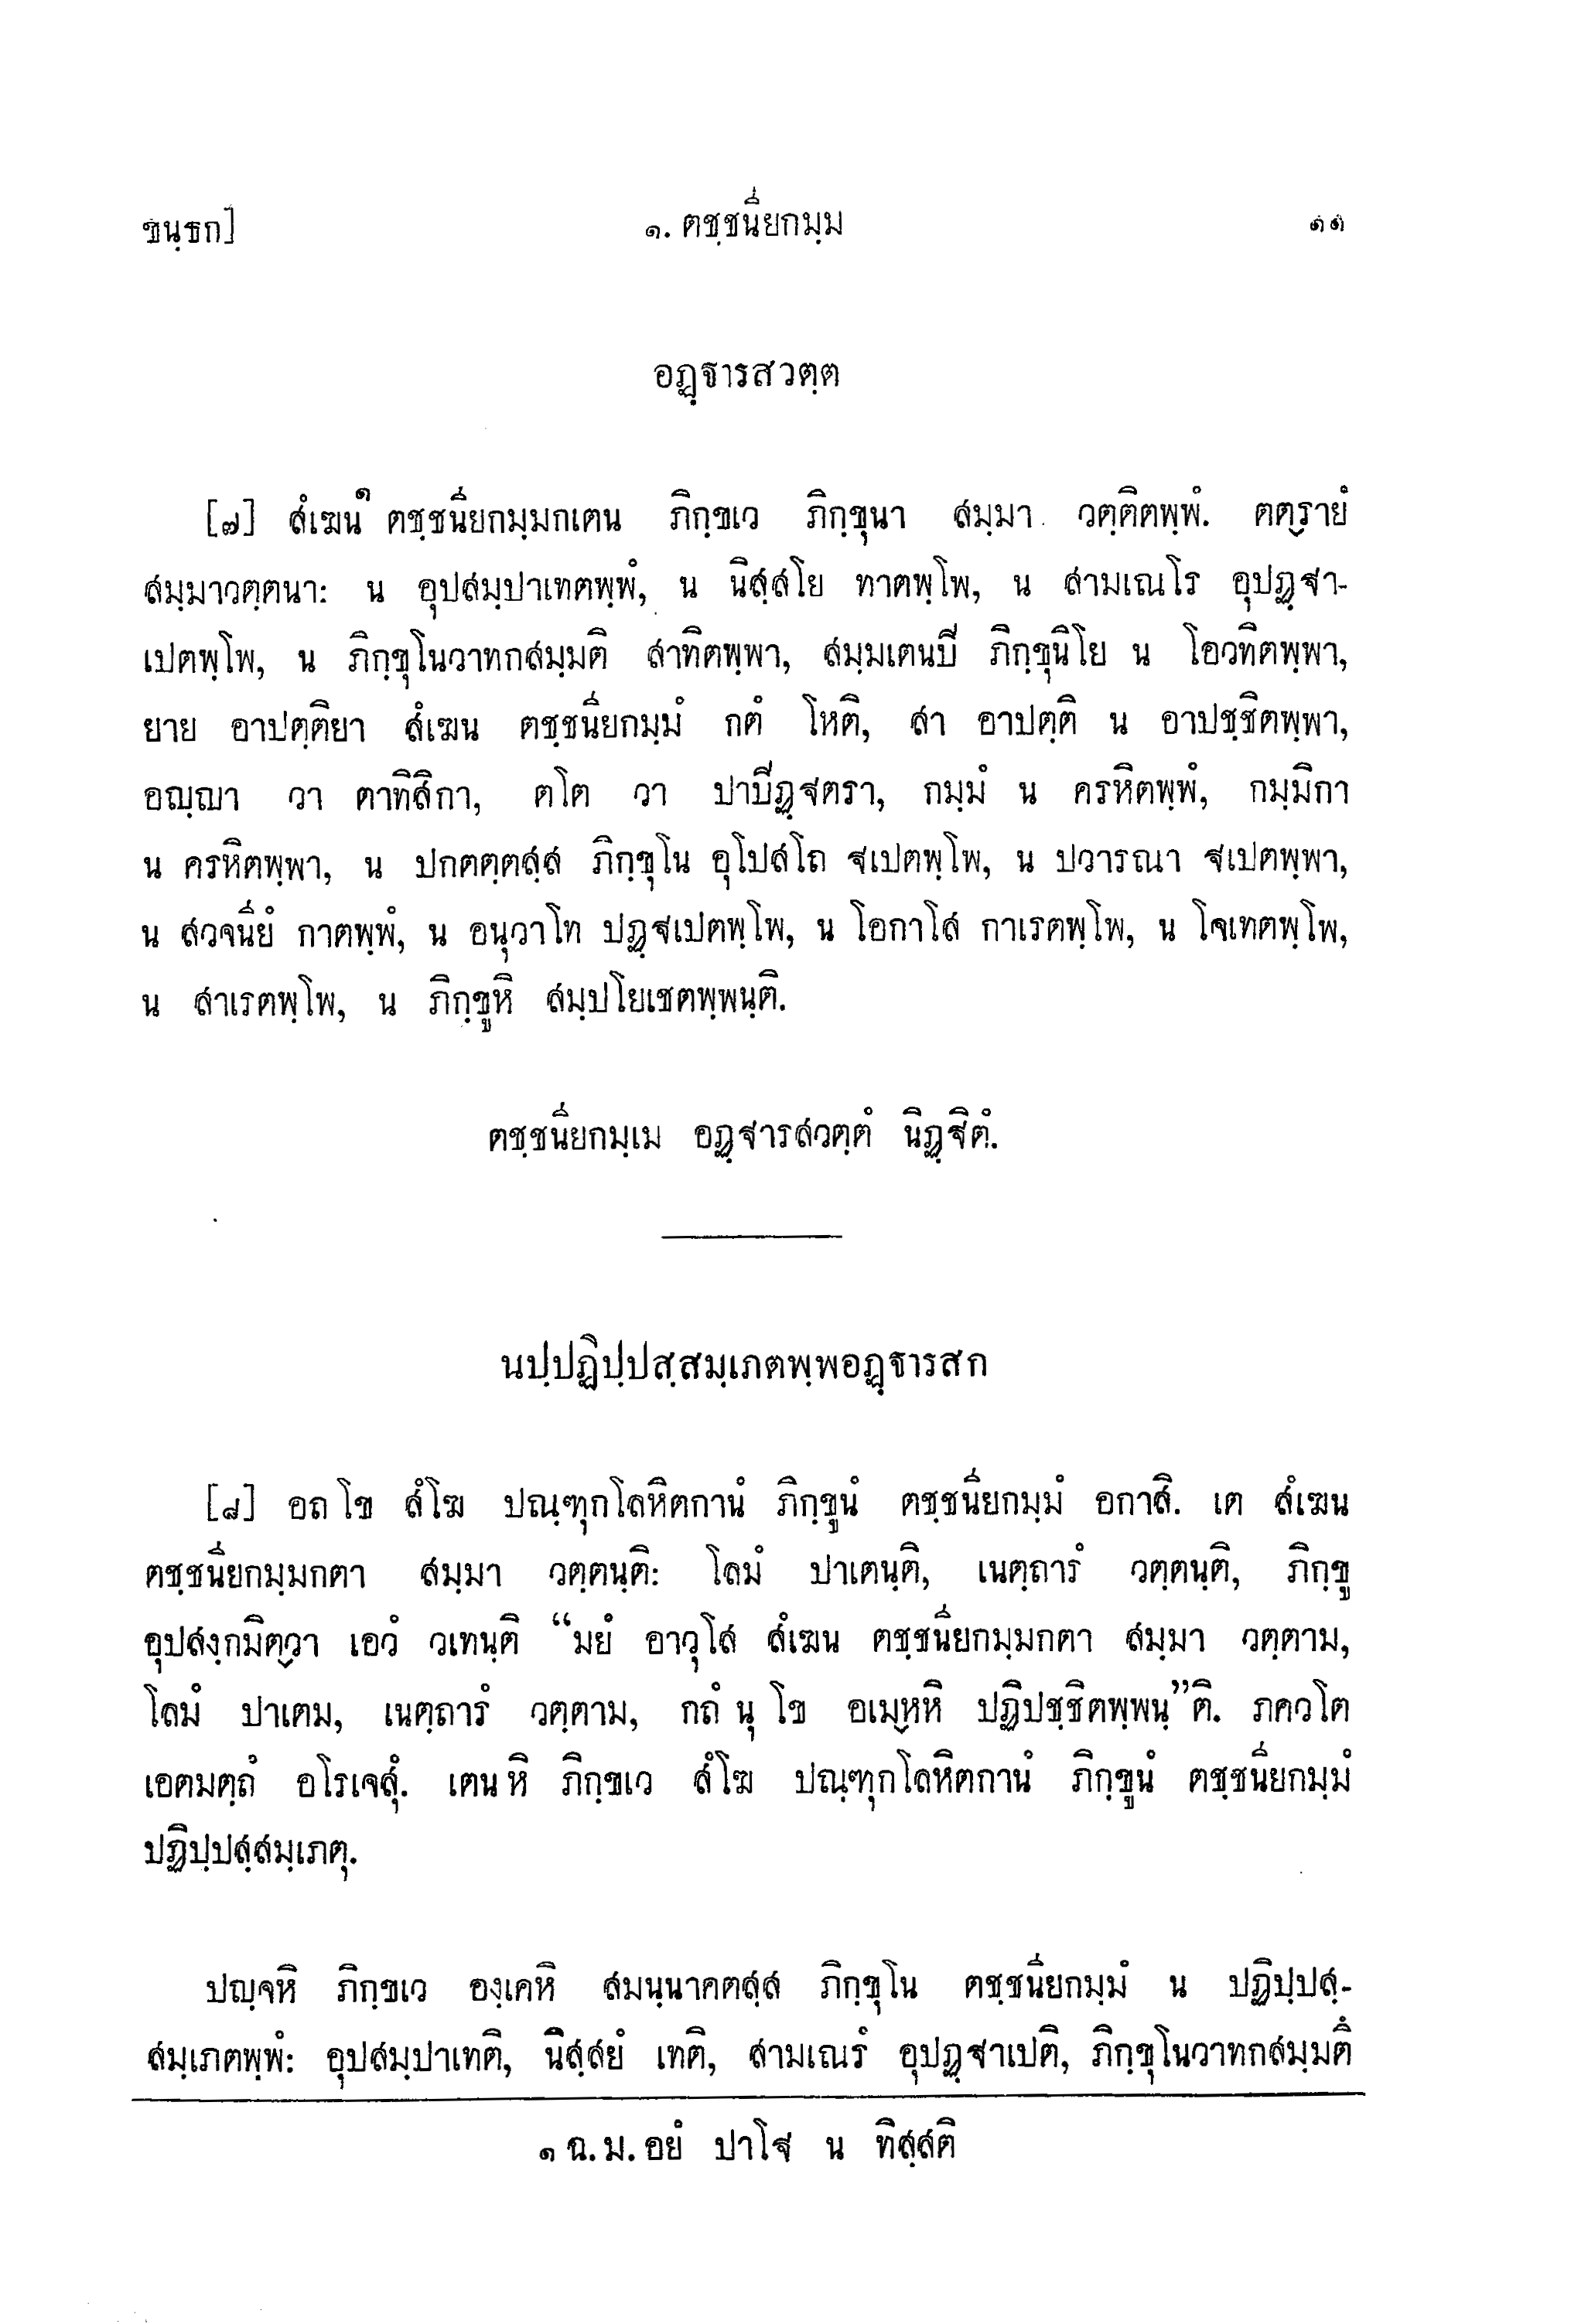 ขนฺธก]
๑. ตชฺชนียกมฺม
๑๑
อฏฺฐารสวตฺต
[๗] สํเฆน๑ ตชฺชนียกมฺมกเตน ภิกฺขเว ภิกฺขุนา สมฺมา วตฺติตพฺพํ. ตตฺรายํ
สมฺมาวตฺตนา: น อุปสมฺปาเทตพฺพํ, น นิสฺสโย ทาตพฺโพ, น สามเณโร อุปฏฺฐา-
เปตพฺโพ, น ภิกฺขุโนวาทกสมฺมติ สาทิตพฺพา, สมฺมเตนปิ ภิกฺขุนิโย น โอวทิตพฺพา,
ยาย อาปตฺติยา สํเฆน ตชฺชนียกมฺมํ กตํ โหติ, สา อาปตฺติ น อาปชฺชิตพฺพา,
อญฺญา วา ตาทิสิกา, ตโต วา ปาปิฏฺฐตรา, กมฺมํ น ครหิตพฺพํ, กมฺมิกา
น ครหิตพฺพา, น ปกตตฺตสฺส ภิกฺขุโน อุโปสโถ ฐเปตพฺโพ, น ปวารณา ฐเปตพฺพา,
น สวจนียํ กาตพฺพํ, น อนุวาโท ปฏฺฐเปตพฺโพ, น โอกาโส กาเรตพฺโพ, น โจเทตพฺโพ,
น สาเรตพฺโพ, น ภิกฺขูหิ สมฺปโยเชตพฺพนฺติ.
ตชฺชนียกมฺเม อฏฺฐารสวตฺตํ นิฏฺฐิตํ.
นปฺปฏิปฺปสฺสมฺเภตพฺพอฏฺฐารสก
[๘] อถ โข สํโฆ ปณฺฑุกโลหิตกานํ ภิกฺขูนํ ตชฺชนียกมฺมํ อกาสิ. เต สํเฆน
ตชฺชนียกมฺมกตา สมฺมา วตฺตนฺติ: โลมํ ปาเตนฺติ, เนตฺถารํ วตฺตนฺติ, ภิกฺขู
อุปสงฺกมิตฺวา เอวํ วเทนฺติ “มยํ อาวุโส สํเฆน ตชฺชนียกมฺมกตา สมฺมา วตฺตาม,
โลมํ ปาเตม, เนตฺถารํ วตฺตาม, กถํ นุ โข อเมฺหหิ ปฏิปชฺชิตพฺพนฺ”ติ. ภควโต
เอตมตฺถํ อโรเจสุํ. เตน หิ ภิกฺขเว สํโฆ ปณฺฑุกโลหิตกานํ ภิกฺขูนํ ตชฺชนียกมฺมํ
ปฏิปฺปสฺสมฺเภตุ.
ปญฺจหิ ภิกฺขเว องฺเคหิ สมนฺนาคตสฺส ภิกฺขุโน ตชฺชนียกมฺมํ น ปฏิปฺปสฺ-
สมฺเภตพฺพํ: อุปสมฺปาเทติ, นิสฺสยํ เทติ, สามเณรํ อุปฏฺฐาเปติ, ภิกฺขุโนวาทกสมฺมตึ
๑ ฉ. ม. อยํ ปาโฐ น ทิสฺสติ